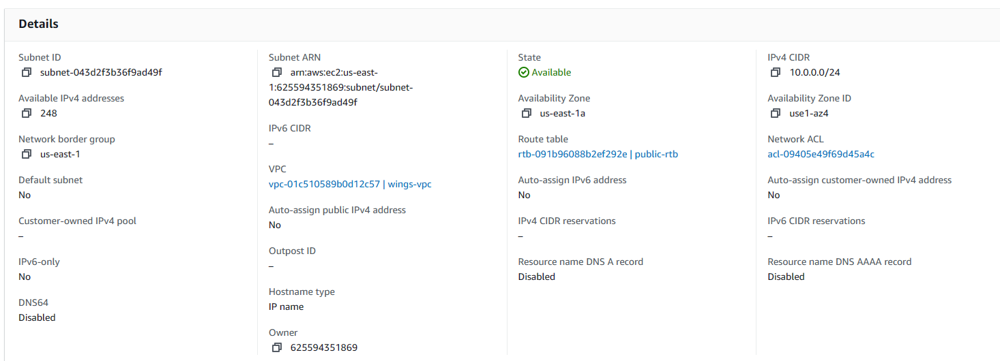 Details
Subnet ID
subnet-043d2f3b36f9ad49f
Available IPv4 addresses
248
Network border group
us-east-1
Default subnet
No
Customer-owned IPv4 pool
–
IPv6-only
No
DNS64
Disabled
Subnet ARN
arn:aws:ec2:us-east-
1:625594351869:subnet/subnet-
043d2f3b36f9ad49f
IPv6 CIDR
–
VPC
vpc-01c510589b0d12c57 | wings-vpc
Auto-assign public IPv4 address
No
Outpost ID
–
Hostname type
IP name
Owner
625594351869
State
Available
Availability Zone
us-east-1a
Route table
rtb-091b96088b2ef292e | public-rtb
Auto-assign IPv6 address
No
IPv4 CIDR reservations
–
Resource name DNS A record
Disabled
IPv4 CIDR
10.0.0.0/24
Availability Zone ID
use1-az4
Network ACL
acl-09405e49f69d45a4c
Auto-assign customer-owned IPv4 address
No
IPv6 CIDR reservations
–
Resource name DNS AAAA record
Disabled